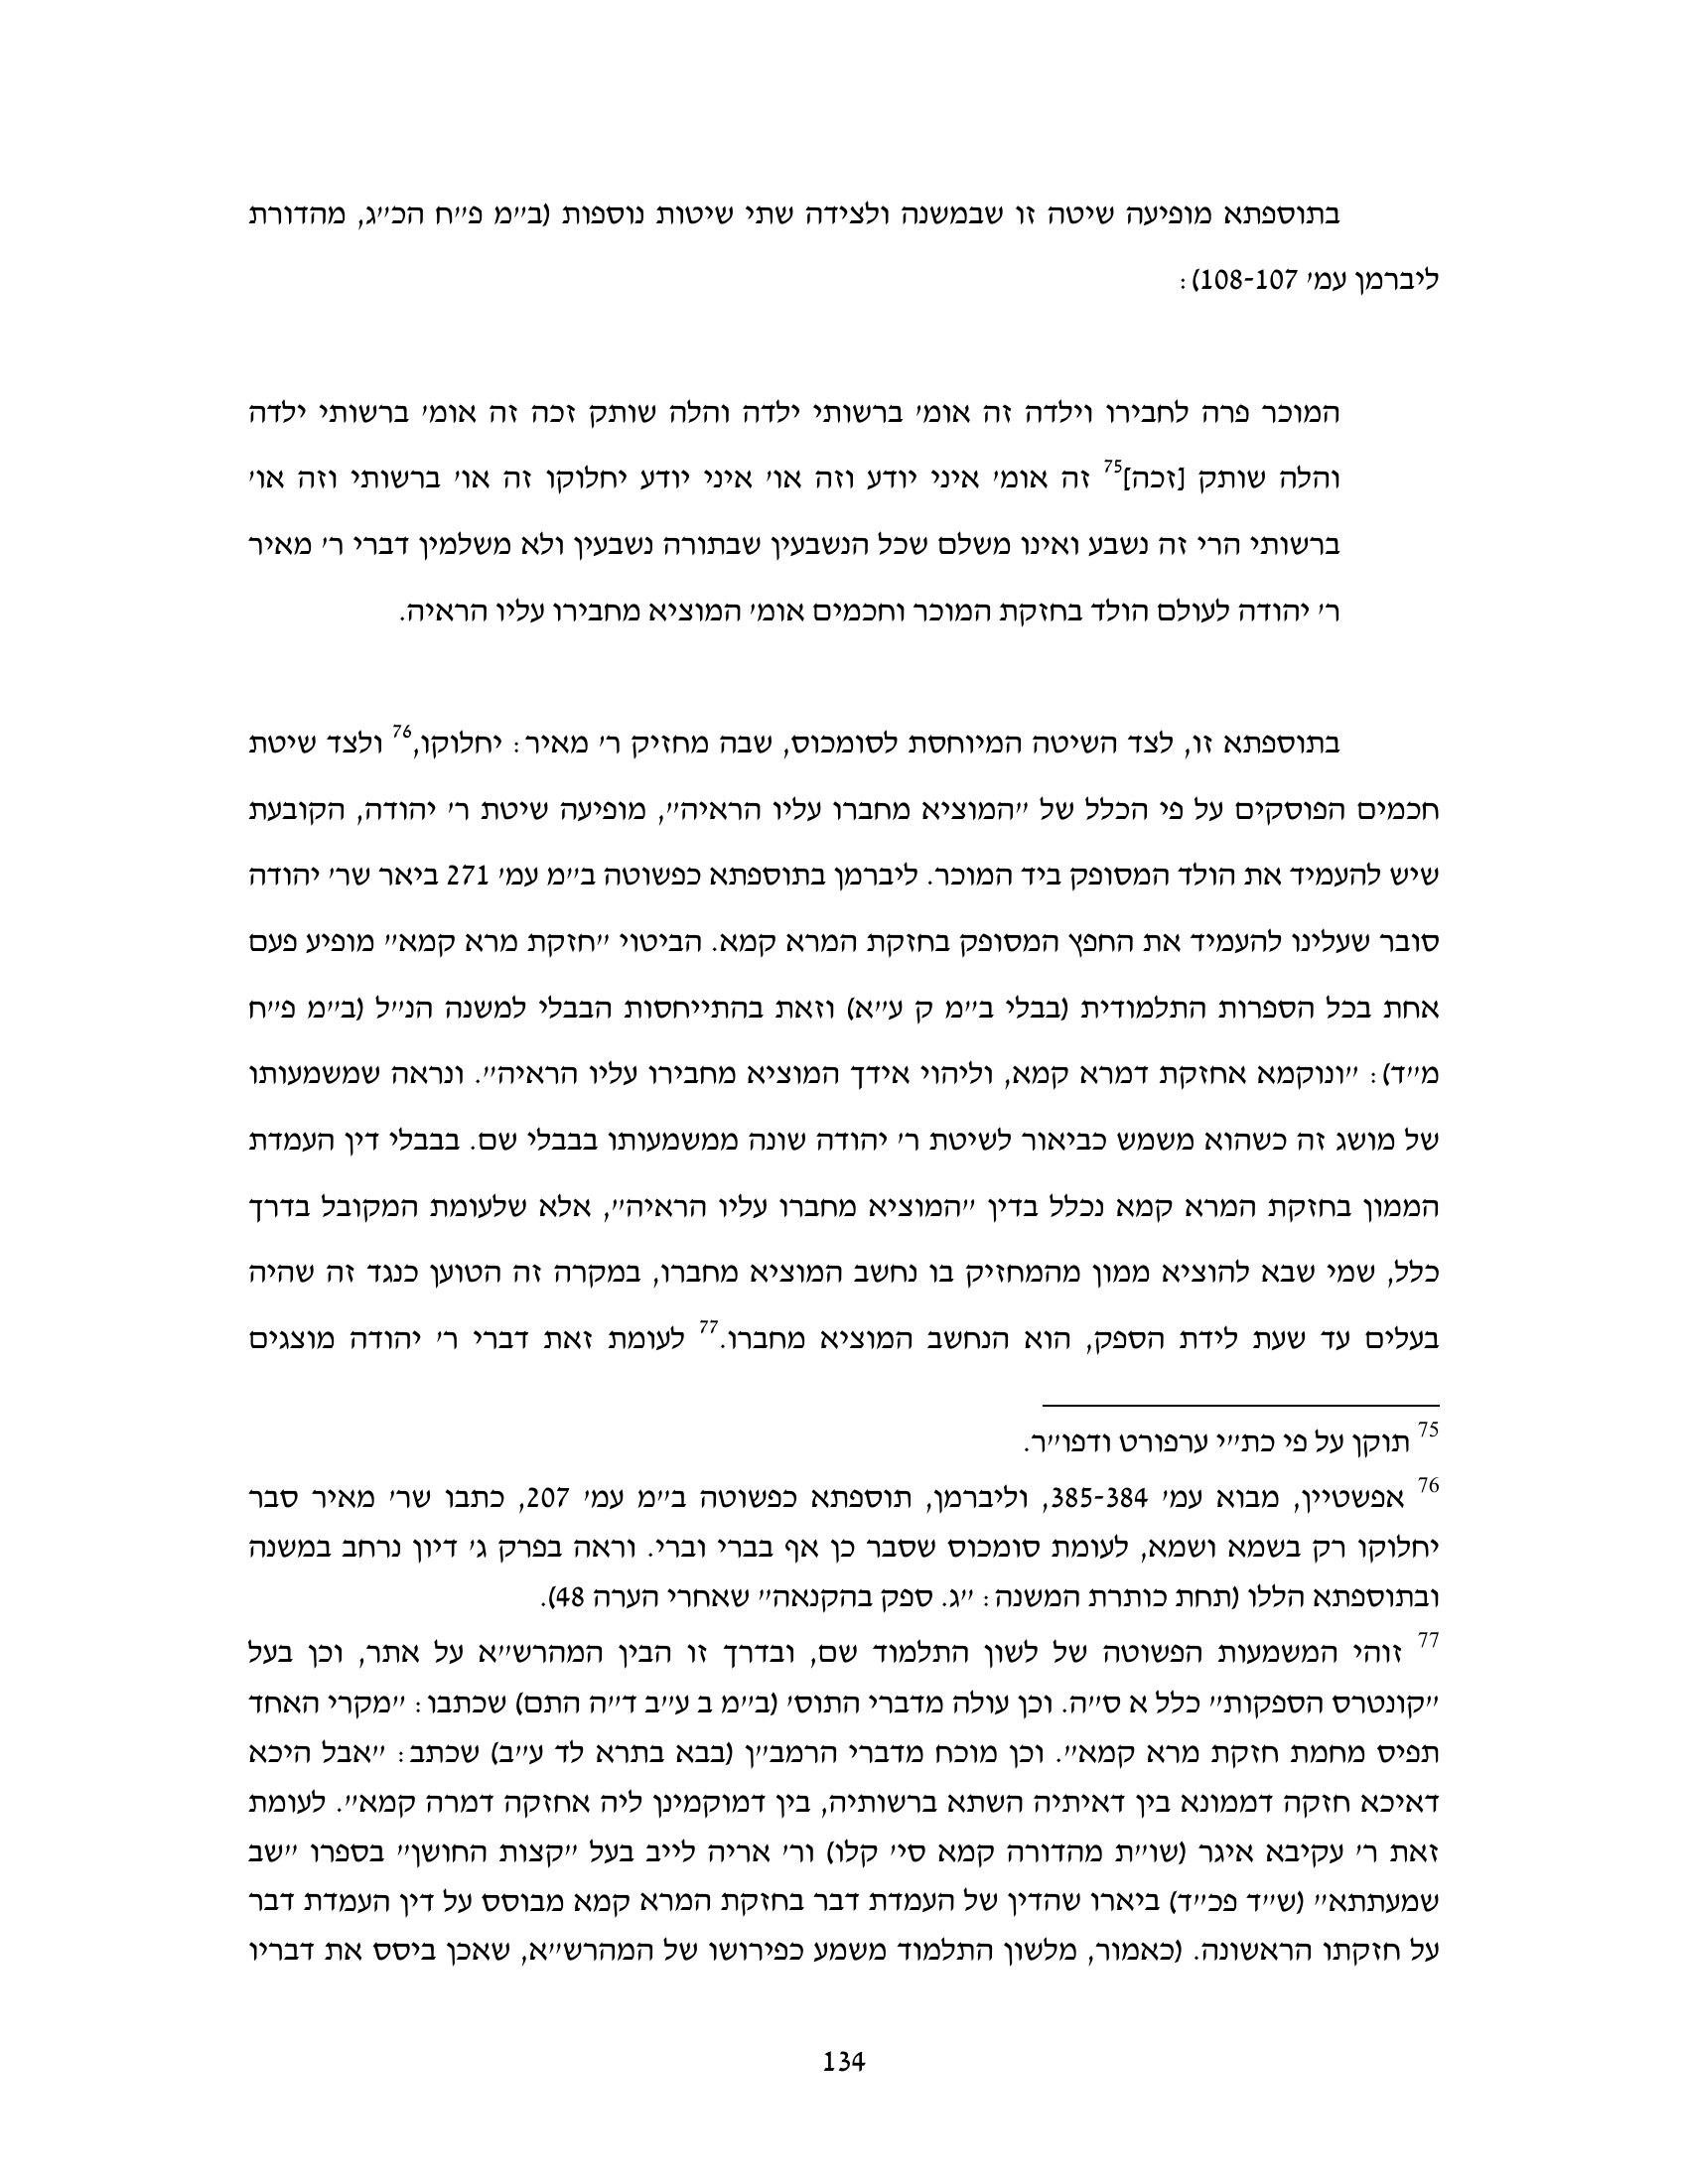 בתוספתא מופיעה שיטה זו שבמשנה ולצידה שתי שיטות נוספות (ב״מ פ״ח הכ״ג, מהדורת
ליברמן עמ׳ 108-107):
המוכר פרה לחבירו וילדה זה אומ׳ ברשותי ילדה והלה שותק זכה זה אומ׳ ברשותי ילדה
והלה שותק [זכה]75 זה אומ׳ איני יודע וזה או׳ איני יודע יחלוקו זה או׳ ברשותי וזה או׳
ברשותי הרי זה נשבע ואינו משלם שכל הנשבעין שבתורה נשבעין ולא משלמין דברי ר׳ מאיר
ר׳ יהודה לעולם הולד בחזקת המוכר וחכמים אומ׳ המוציא מחבירו עליו הראיה.
בתוספתא זו, לצד השיטה המיוחסת לסומכוס, שבה מחזיק ר׳ מאיר: יחלוקו,76 ולצד שיטת
חכמים הפוסקים על פי הכלל של ״המוציא מחברו עליו הראיה״, מופיעה שיטת ר׳ יהודה, הקובעת
שיש להעמיד את הולד המסופק ביד המוכר. ליברמן בתוספתא כפשוטה ב״מ עמ׳ 271 ביאר שר׳ יהודה
סובר שעלינו להעמיד את החפץ המסופק בחזקת המרא קמא. הביטוי ״חזקת מרא קמא״ מופיע פעם
אחת בכל הספרות התלמודית (בבלי ב״מ ק ע״א) וזאת בהתייחסות הבבלי למשנה הנ״ל (ב״מ פ״ח
מ״ד): ״ונוקמא אחזקת דמרא קמא, וליהוי אידך המוציא מחבירו עליו הראיה״. ונראה שמשמעותו
של מושג זה כשהוא משמש כביאור לשיטת ר׳ יהודה שונה ממשמעותו בבבלי שם. בבבלי דין העמדת
הממון בחזקת המרא קמא נכלל בדין ״המוציא מחברו עליו הראיה״, אלא שלעומת המקובל בדרך
כלל, שמי שבא להוציא ממון מהמחזיק בו נחשב המוציא מחברו, במקרה זה הטוען כנגד זה שהיה
בעלים עד שעת לידת הספק, הוא הנחשב המוציא מחברו.77 לעומת זאת דברי ר׳ יהודה מוצגים
75 תוקן על פי כת״י ערפורט ודפו״ר.
76 אפשטיין, מבוא עמ׳ 385-384, וליברמן, תוספתא כפשוטה ב״מ עמ׳ 207, כתבו שר׳ מאיר סבר
יחלוקו רק בשמא ושמא, לעומת סומכוס שסבר כן אף בברי וברי. וראה בפרק ג׳ דיון נרחב במשנה
ובתוספתא הללו (תחת כותרת המשנה: ״ג. ספק בהקנאה״ שאחרי הערה 48).
77 זוהי המשמעות הפשוטה של לשון התלמוד שם, ובדרך זו הבין המהרש״א על אתר, וכן בעל
״קונטרס הספקות״ כלל א ס״ה. וכן עולה מדברי התוס׳ (ב״מ ב ע״ב ד״ה התם) שכתבו: ״מקרי האחד
תפיס מחמת חזקת מרא קמא״. וכן מוכח מדברי הרמב״ן (בבא בתרא לד ע״ב) שכתב: ״אבל היכא
דאיכא חזקה דממונא בין דאיתיה השתא ברשותיה, בין דמוקמינן ליה אחזקה דמרה קמא״. לעומת
זאת ר׳ עקיבא איגר (שו״ת מהדורה קמא סי׳ קלו) ור׳ אריה לייב בעל ״קצות החושן״ בספרו ״שב
שמעתתא״ (ש״ד פכ״ד) ביארו שהדין של העמדת דבר בחזקת המרא קמא מבוסס על דין העמדת דבר
על חזקתו הראשונה. (כאמור, מלשון התלמוד משמע כפירושו של המהרש״א, שאכן ביסס את דבריו
134